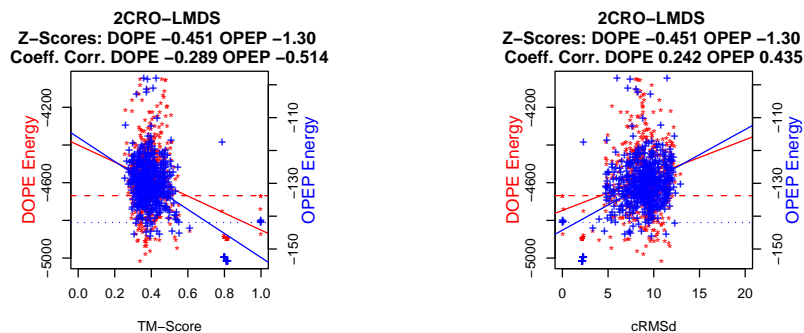 2CRO−LMDS
Z−Scores: DOPE −0.451 OPEP −1.30
Coeff. Corr. DOPE −0.289 OPEP −0.514
DOPE Energy
−4200
−4600
−5000
OPEP Energy
−110
−130
−150
0.0 0.2 0.4 0.6 0.8 1.0
TM−Score
2CRO−LMDS
Z−Scores: DOPE −0.451 OPEP −1.30
Coeff. Corr. DOPE 0.242 OPEP 0.435
DOPE Energy
−4200
−4600
−5000
OPEP Energy
−110
−130
−150
0 5 10 15 20
cRMSd